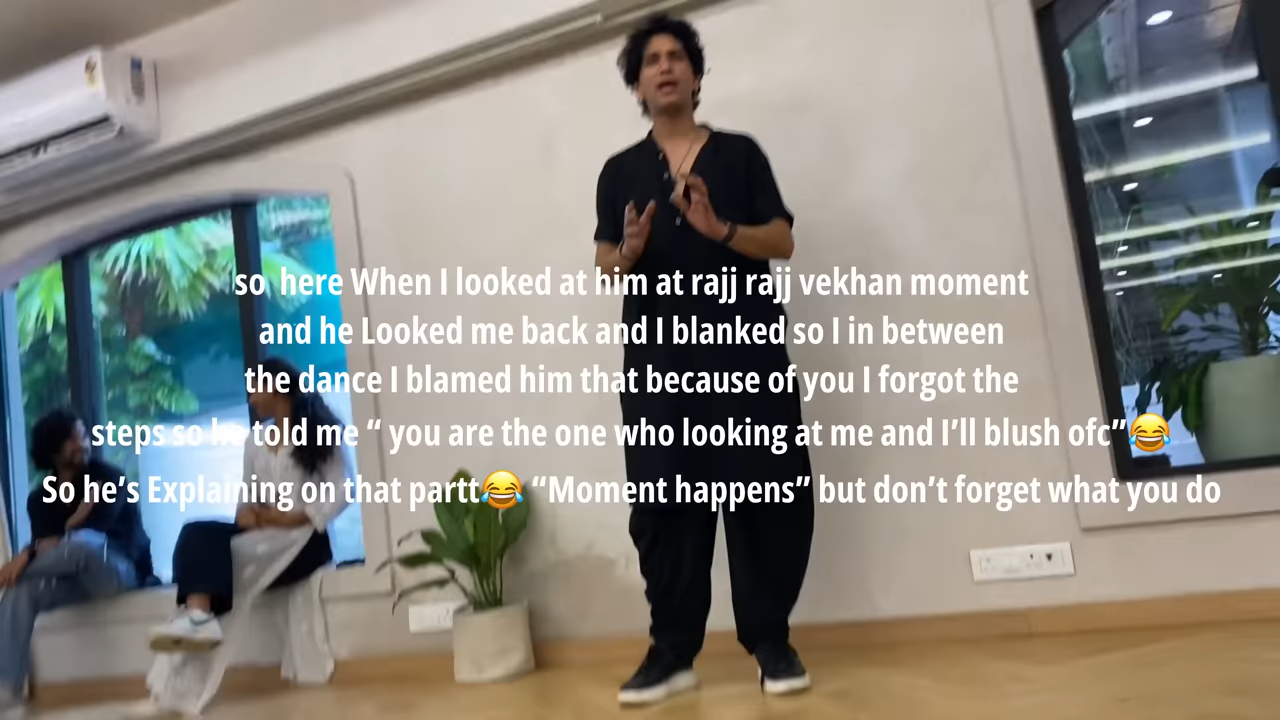 so here When I looked at him at rajj rajj vekhan moment
and he Looked me back and I blanked so I in between
the dance I blamed him that because of you I forgot the
steps so he told me “ you are the one who looking at me and I’ll blush ofc”😂
So he’s Explaining on that partt😂 “Moment happens” but don’t forget what you do